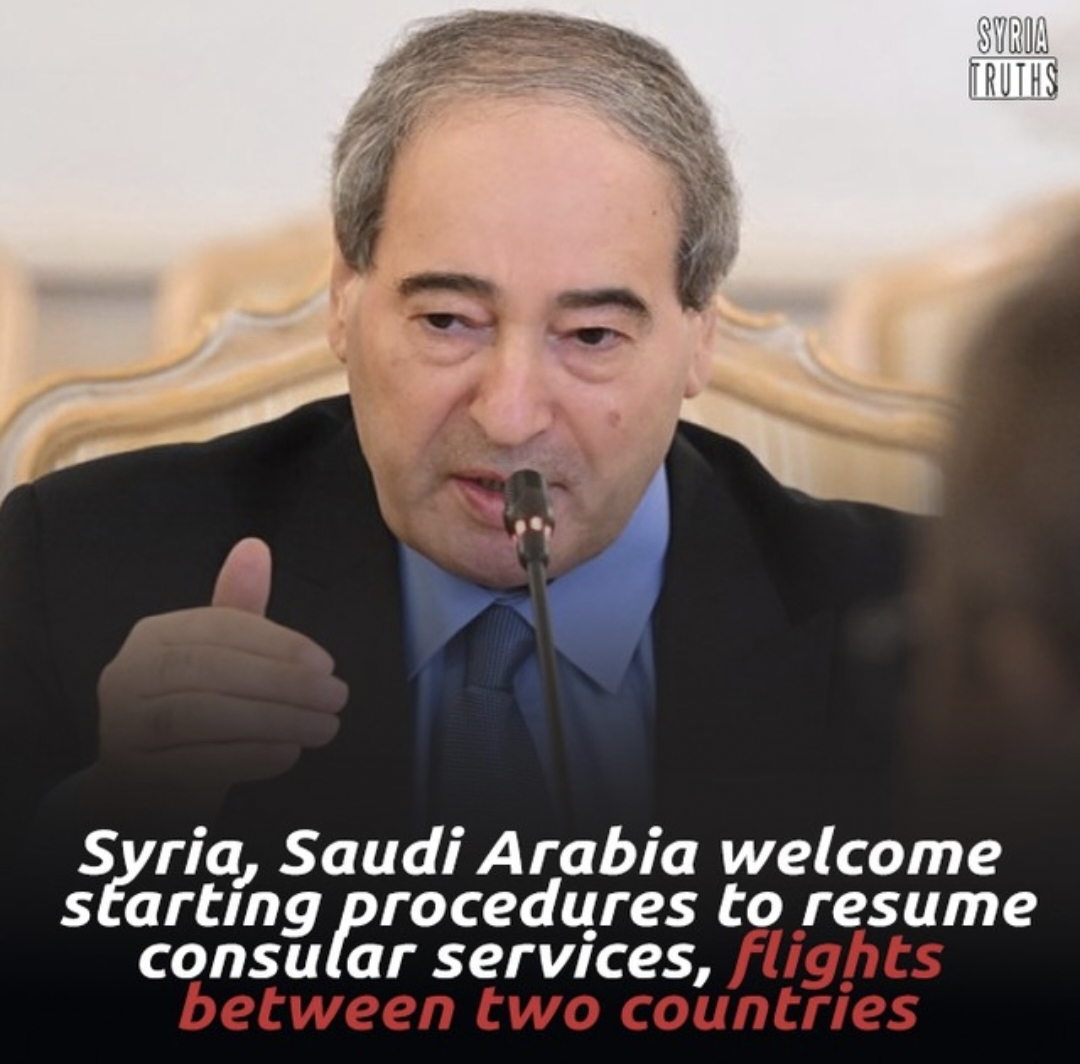 SYRIA
TRUTHS
Syria, Saudi Arabia welcome
starting procedures to resume
consular services, flights
between two countries